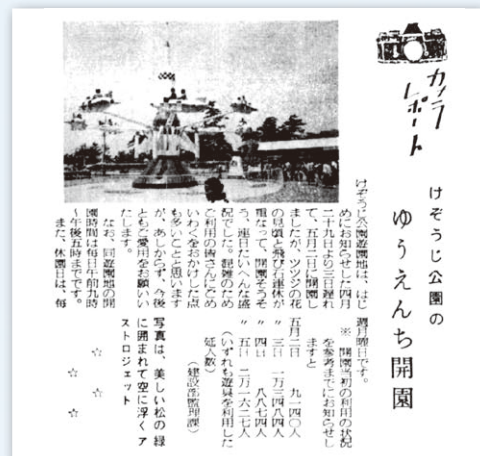 カメラ
レポート
けぞうじ公園の
ゆうえんち開園
けぞうじ公園遊園地は、はじ
めにお知らせした四月
二十九日より三日遅れ
て、五月二日に開園し
ましたが、ツツジの花
の見頃と飛び石連休が
重なって、開園そうそ
う、連日たいへんな盛
況でした。混雑のため
ご利用の皆さんにごめ
いわくをおかけした点
も多いことと思います
が、あしからず、今後
ともご愛用をお願いい
たします。
なお、同遊園地の開
園時間は毎日午前九時
～午後五時までです。
また、休園日は、毎
週月曜日です。
※ 開園当初の利用の状況
を参考までにお知らせし
ますと
五月二日 九一四〇人
〃 三日 一万三四八四人
〃 四日 八八七四人
〃 五日 二万一六二七人
（いずれも遊具を利用した
延人数）
（建設部監理課）
写真は、美しい松の緑
に囲まれて空に浮くア
ストロジェット
☆ ☆ ☆ ☆